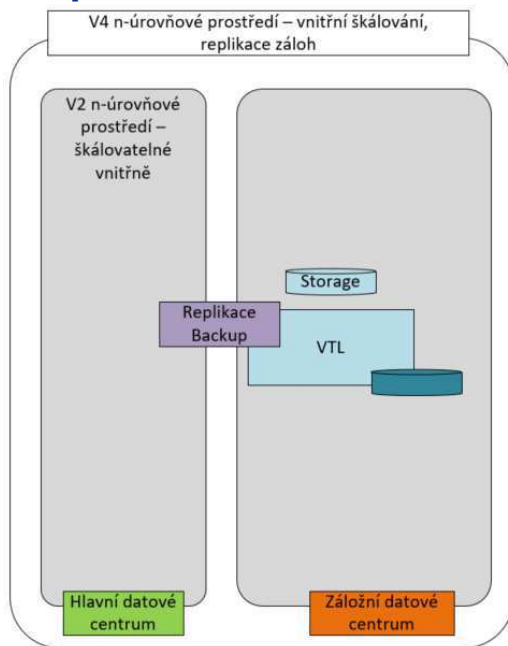 V4 n-úrovňové prostředí – vnitřní škálování,
replikace záloh
V2 n-úrovňové
prostředí –
škálovatelné
vnitřně
Storage
Replikace
Backup
VTL
Hlavní datové
centrum
Záložní datové
centrum